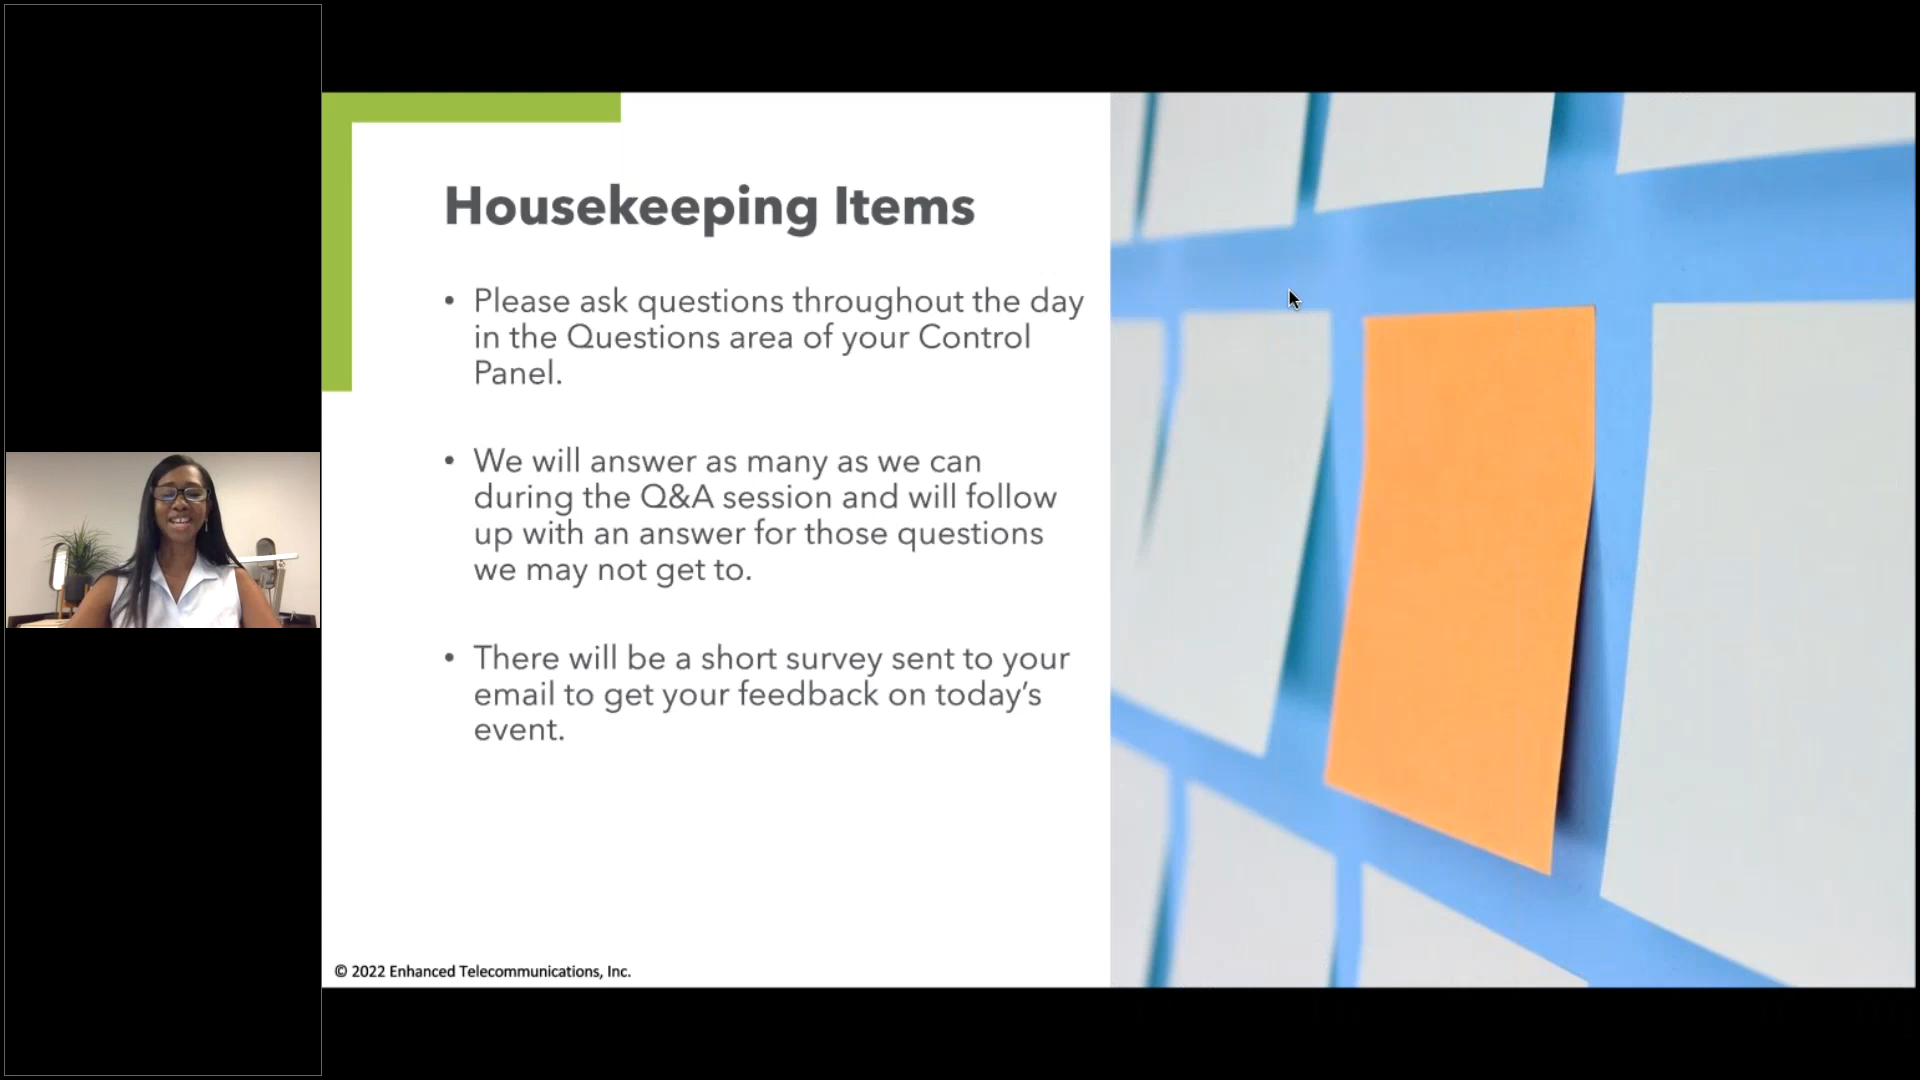 Housekeeping Items
• Please ask questions throughout the day
in the Questions area of your Control
Panel.
• We will answer as many as we can
during the Q&A session and will follow
up with an answer for those questions
we may not get to.
• There will be a short survey sent to your
email to get your feedback on today’s
event.
© 2022 Enhanced Telecommunications, Inc.